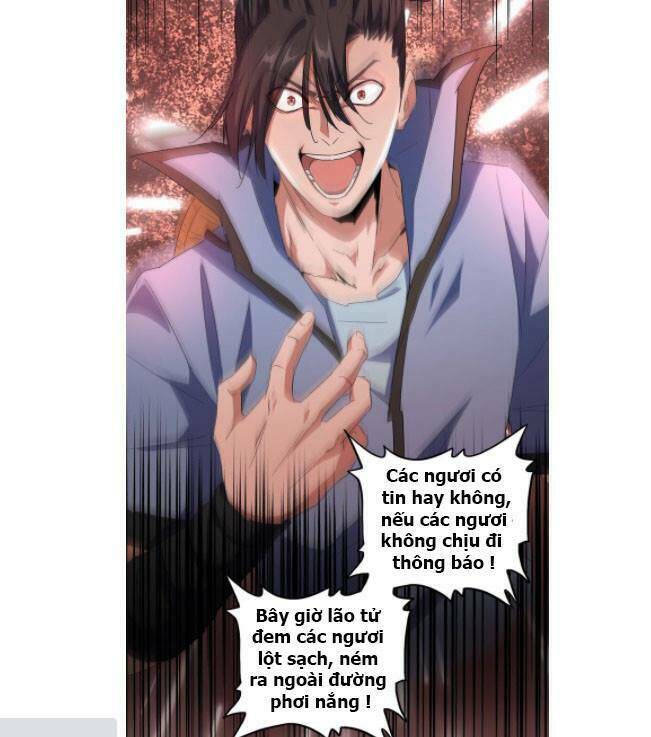 Các ngươi có
tin hay không,
nếu các ngươi
không chịu đi
thông báo !
Bây giờ lão tử
đem các ngươi
lột sạch, ném
ra ngoài đường
phơi nắng !